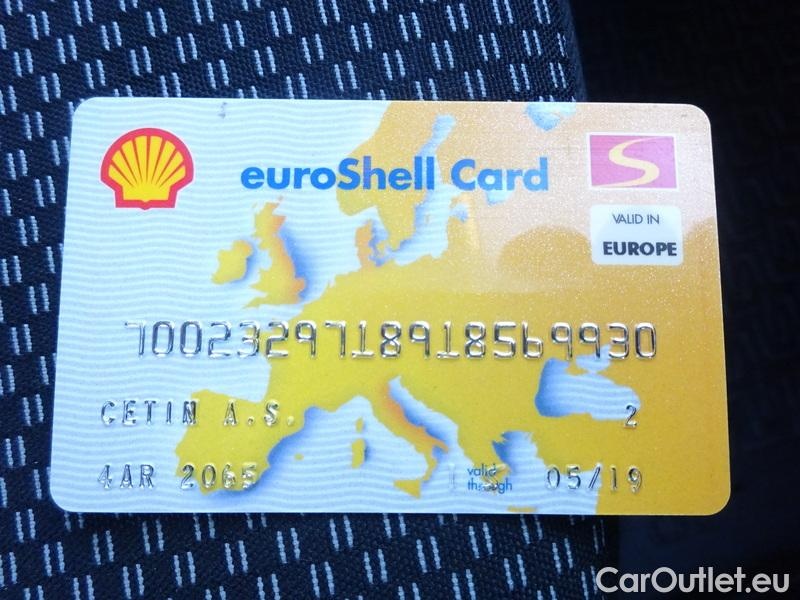 euroShell Card
S
VALID IN
EUROPE
7002329718918569930
CETIN A.S. 2
4AR 2065 valid through 05/19
CarOutlet.eu